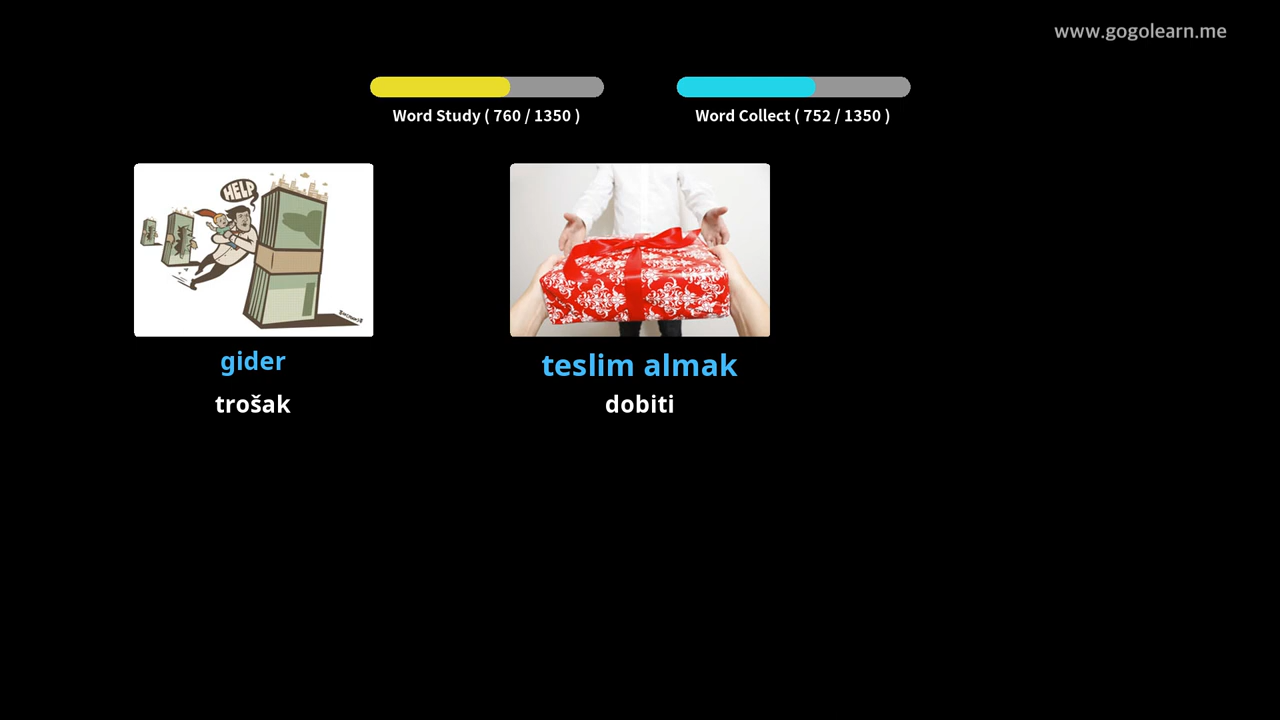 www.gogolearn.me
Word Study ( 760 / 1350 )
Word Collect ( 752 / 1350 )
HELP
gider
teslim almak
trošak
dobiti